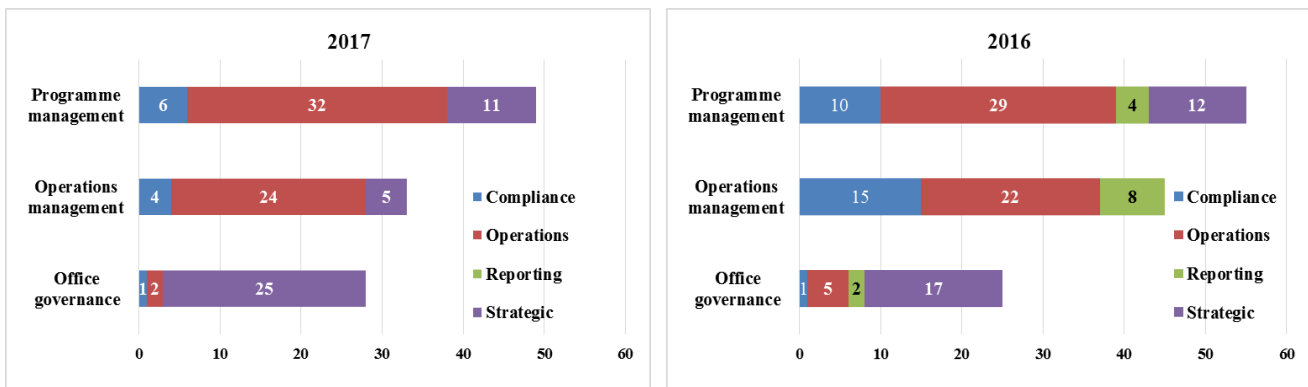 2017
Programme
management
6 32 11
Operations
management
4 24 5
Office
governance
1 2 25
Compliance
Operations
Reporting
Strategic
0 10 20 30 40 50 60
2016
Programme
management
10 29 4 12
Operations
management
15 22 8
Office
governance
1 5 2 17
Compliance
Operations
Reporting
Strategic
0 10 20 30 40 50 60